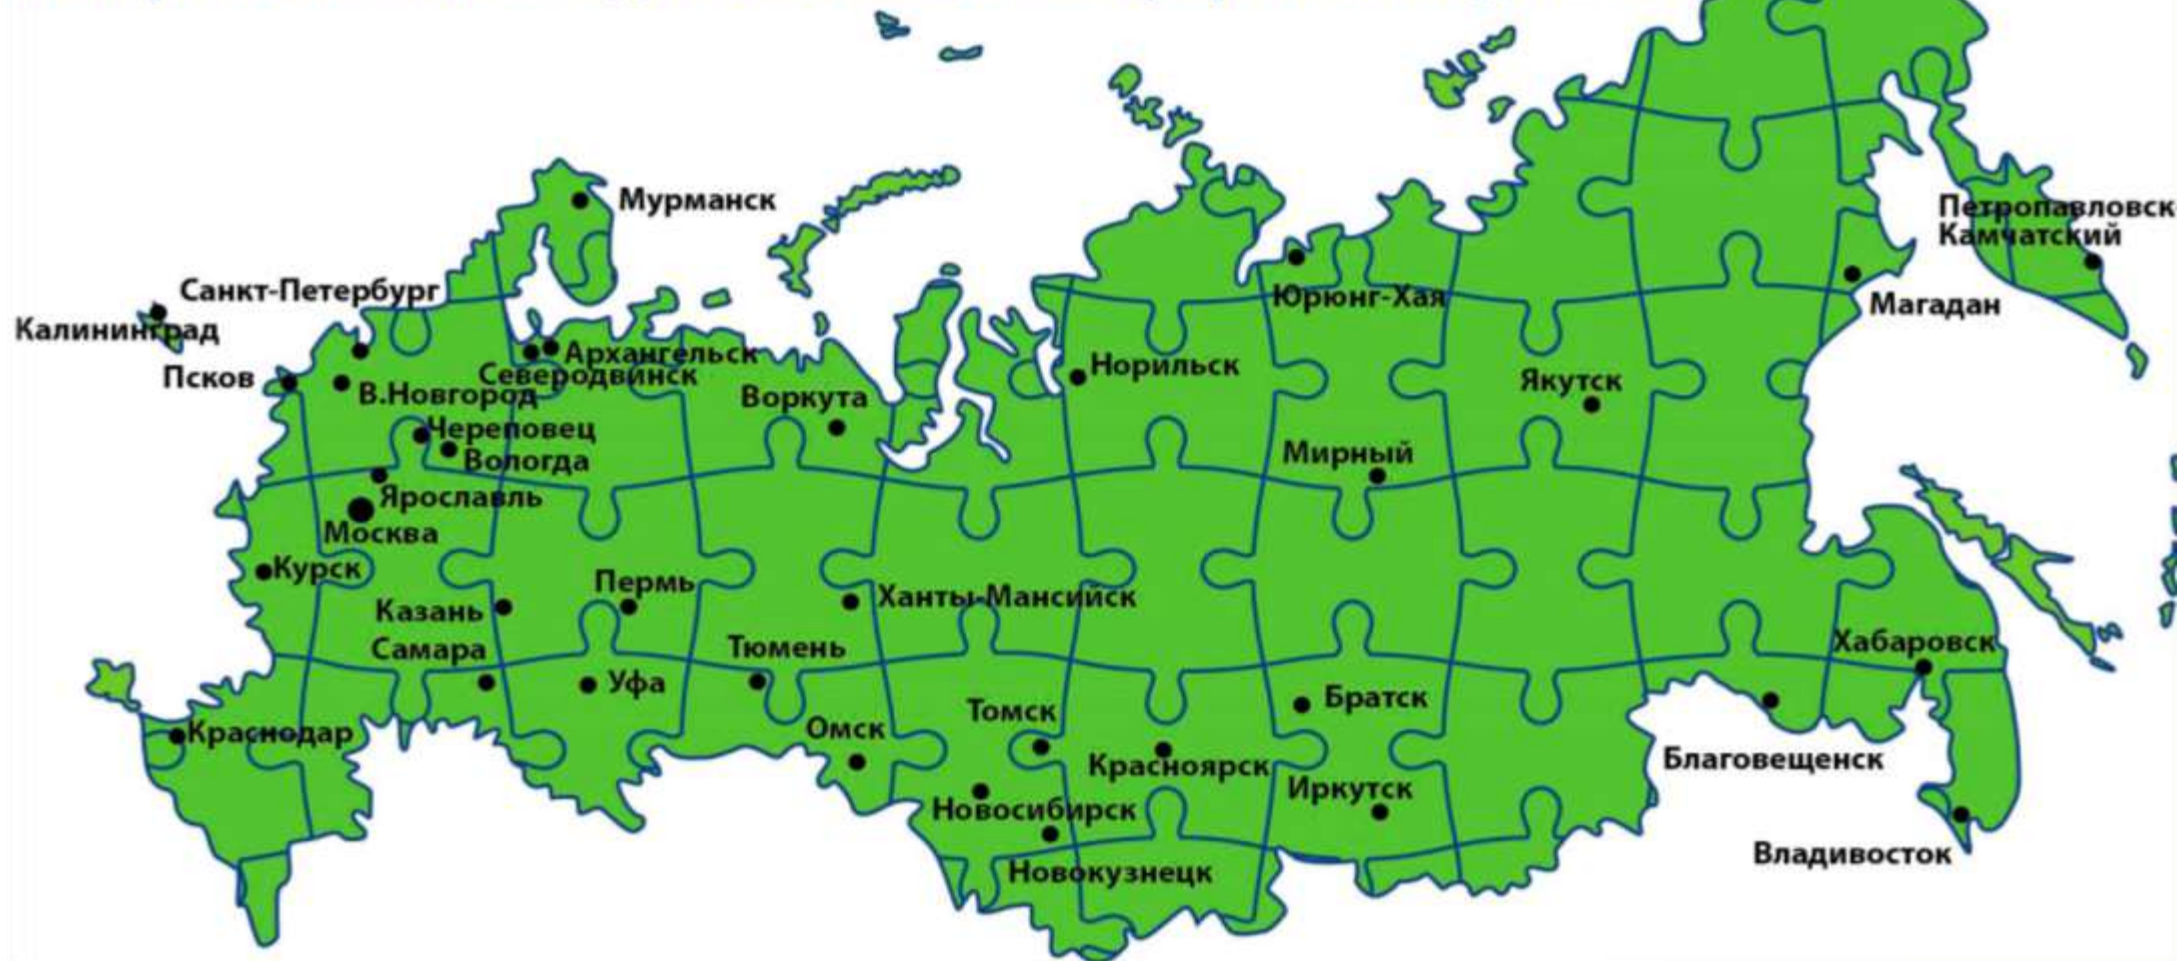 Мурманск
Санкт-Петербург
Калининград
Псков
Архангельск
Северодвинск
В.Новгород
Воркута
Череповец
Вологда
Ярославль
Москва
Курск
Казань
Пермь
Самара
Уфа
Тюмень
Ханты-Мансийск
Краснодар
Омск
Томск
Новосибирск
Новокузнецк
Красноярск
Норильск
Юрюнг-Хая
Мирный
Якутск
Братск
Иркутск
Петропавловск-
Камчатский
Магадан
Хабаровск
Благовещенск
Владивосток